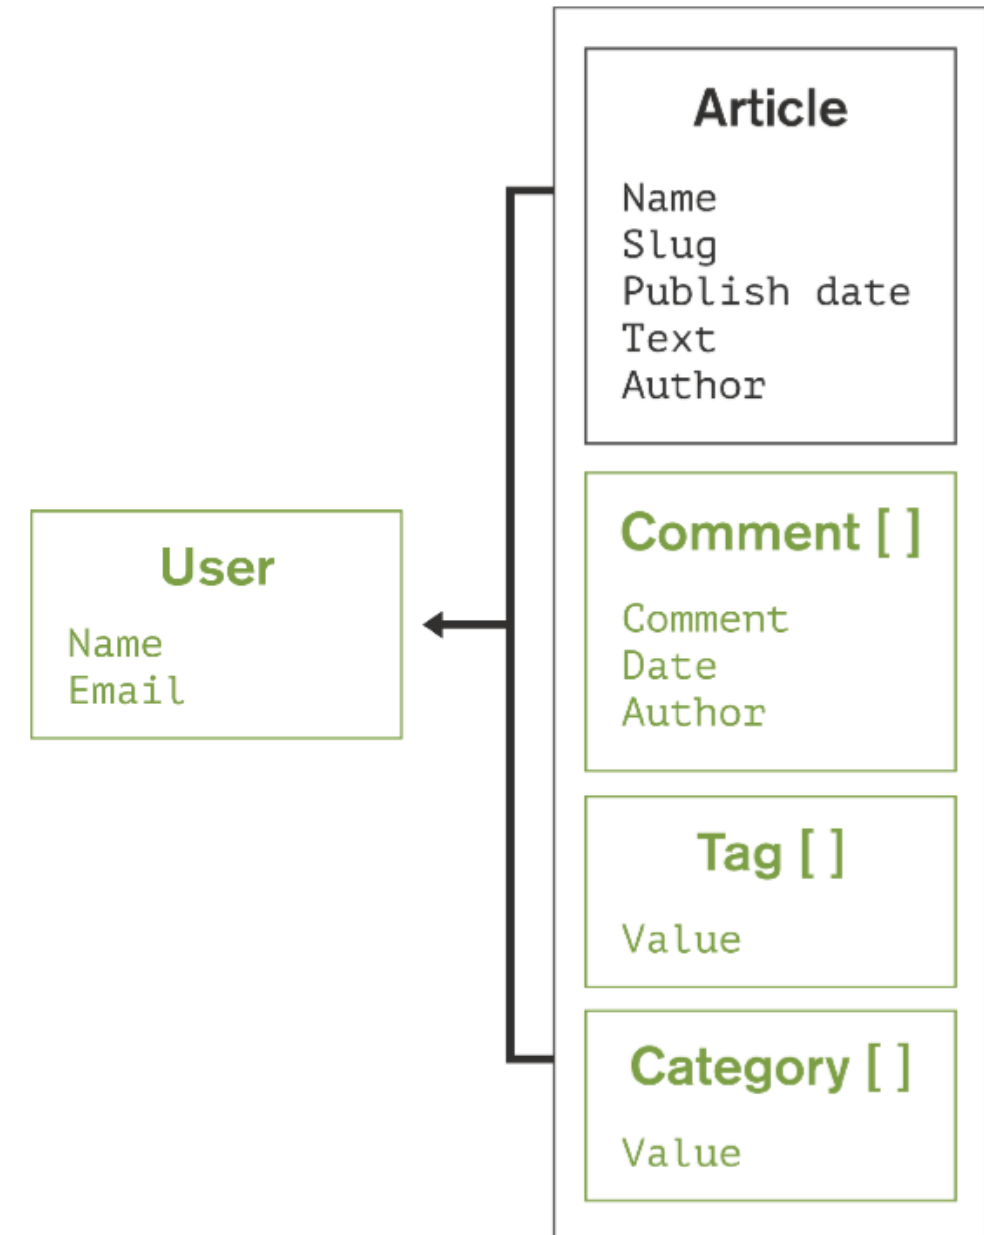 Article
Name
Slug
Publish date
Text
Author
User
Name
Email
Comment [ ]
Comment
Date
Author
Tag [ ]
Value
Category [ ]
Value